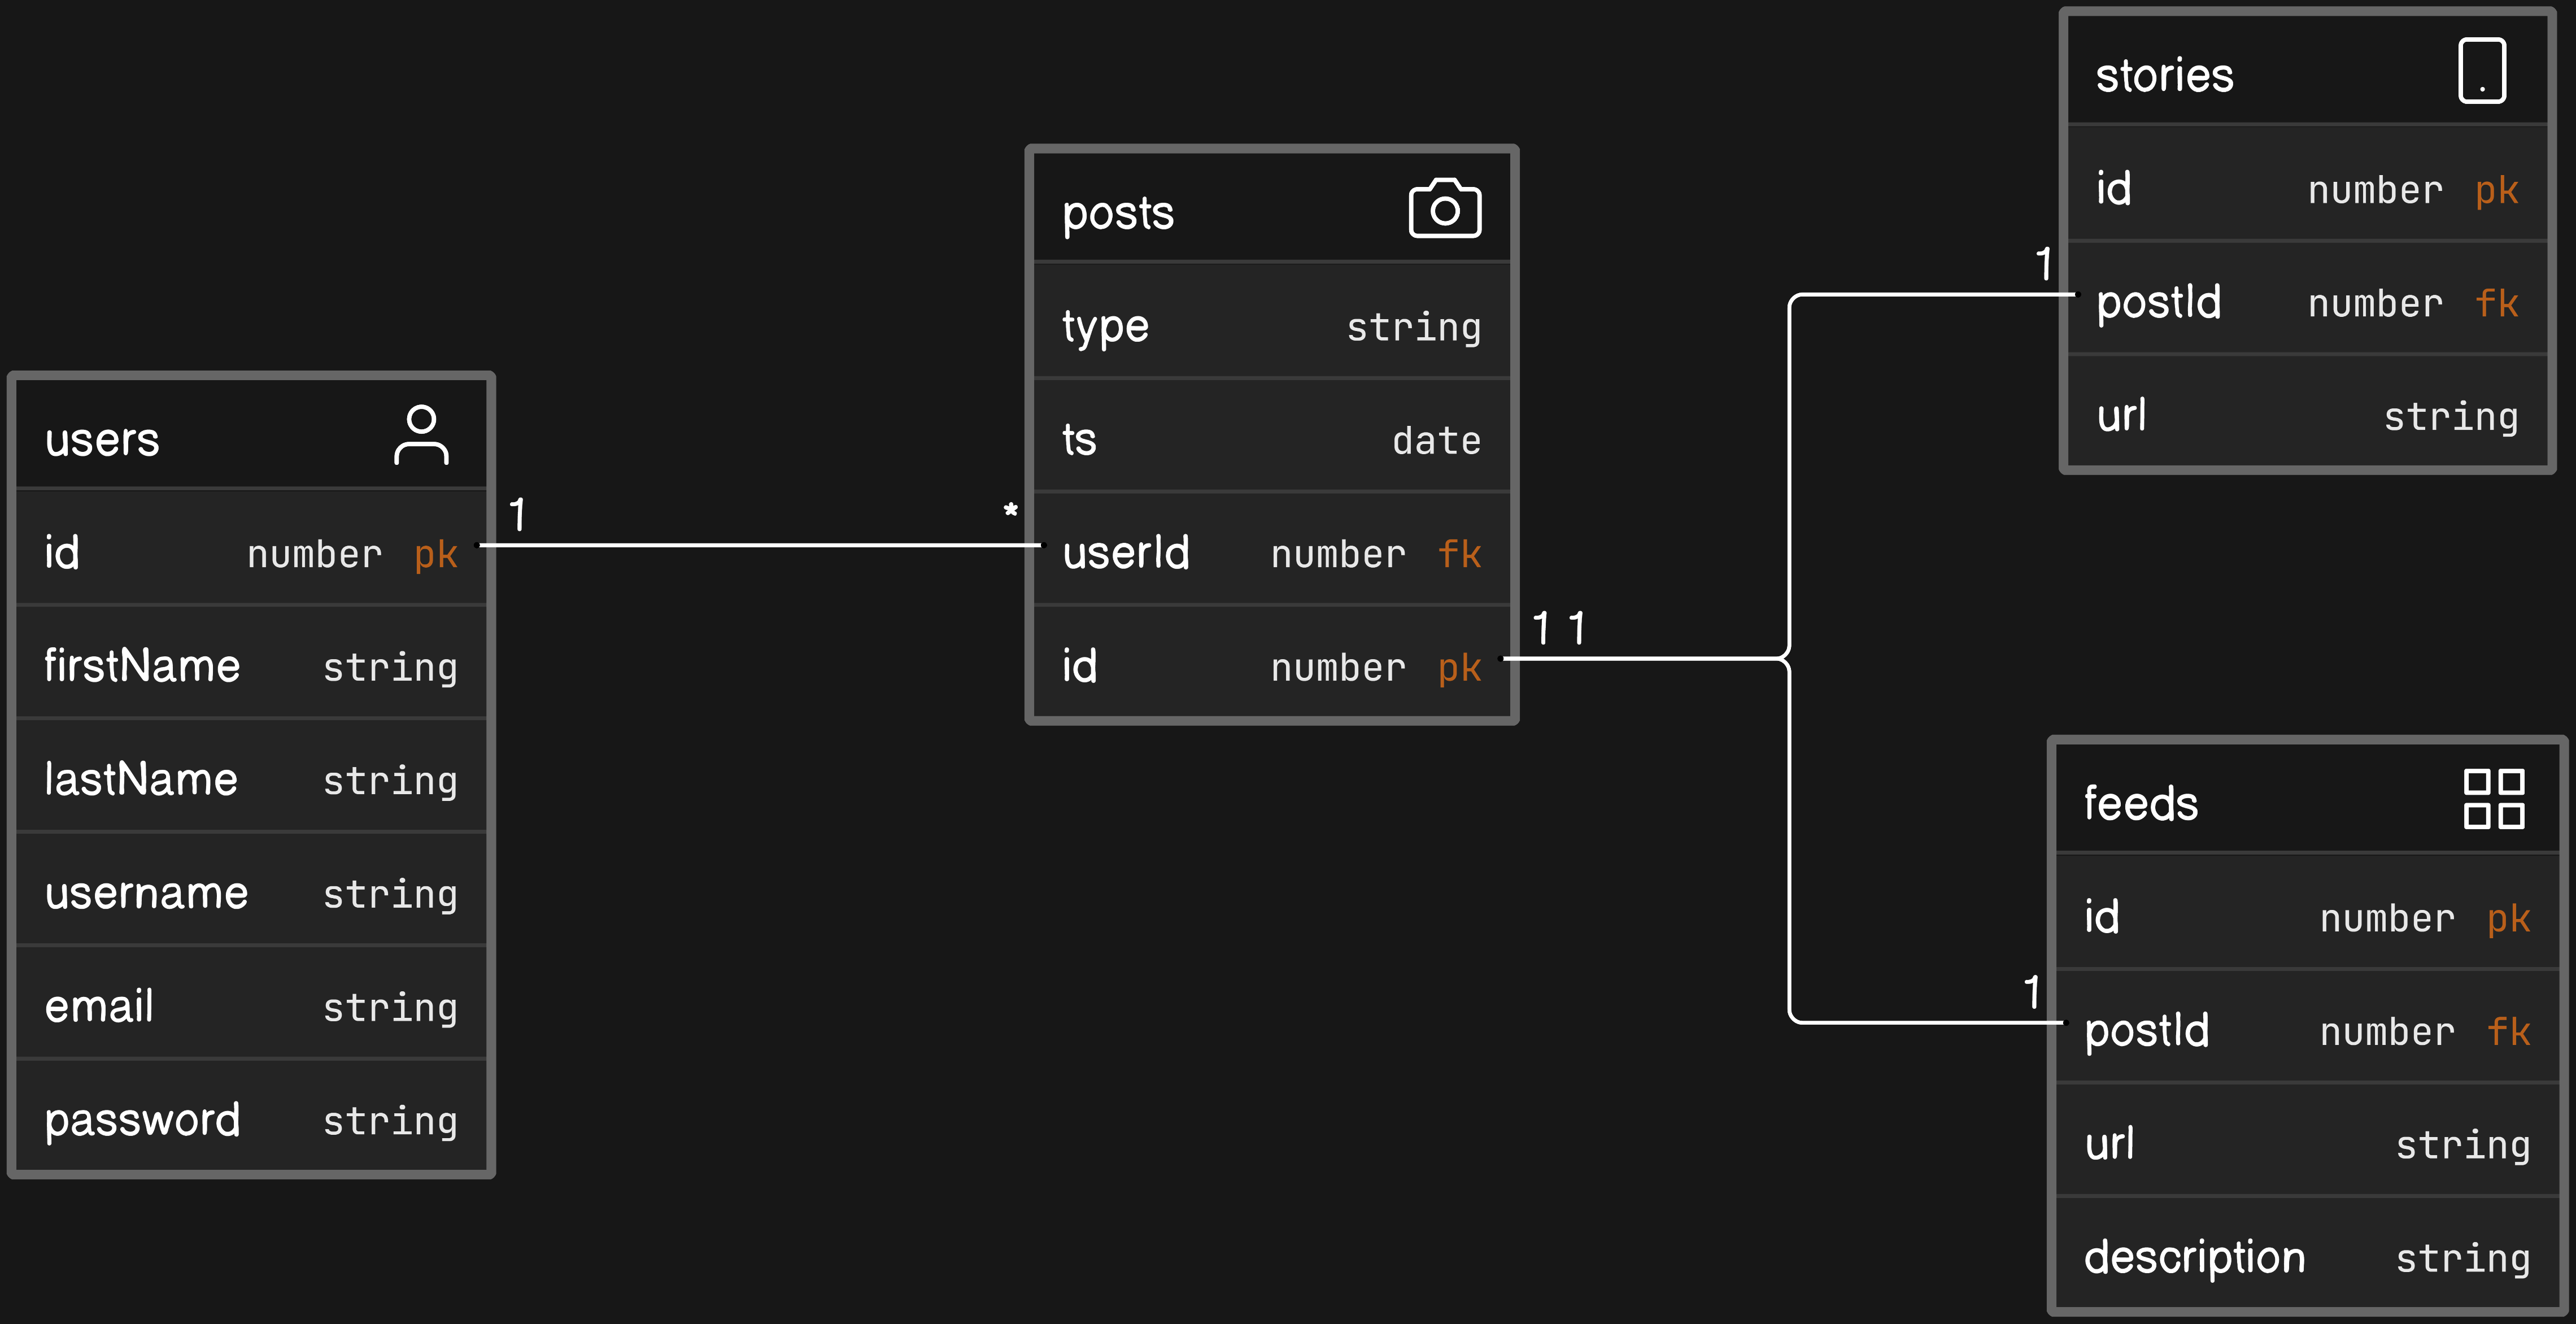 users
id number pk
firstName string
lastName string
username string
email string
password string
1
*
posts
type string
ts date
userId number fk
id number pk
1 1
1
stories
id number pk
postId number fk
url string
1
feeds
id number pk
postId number fk
url string
description string